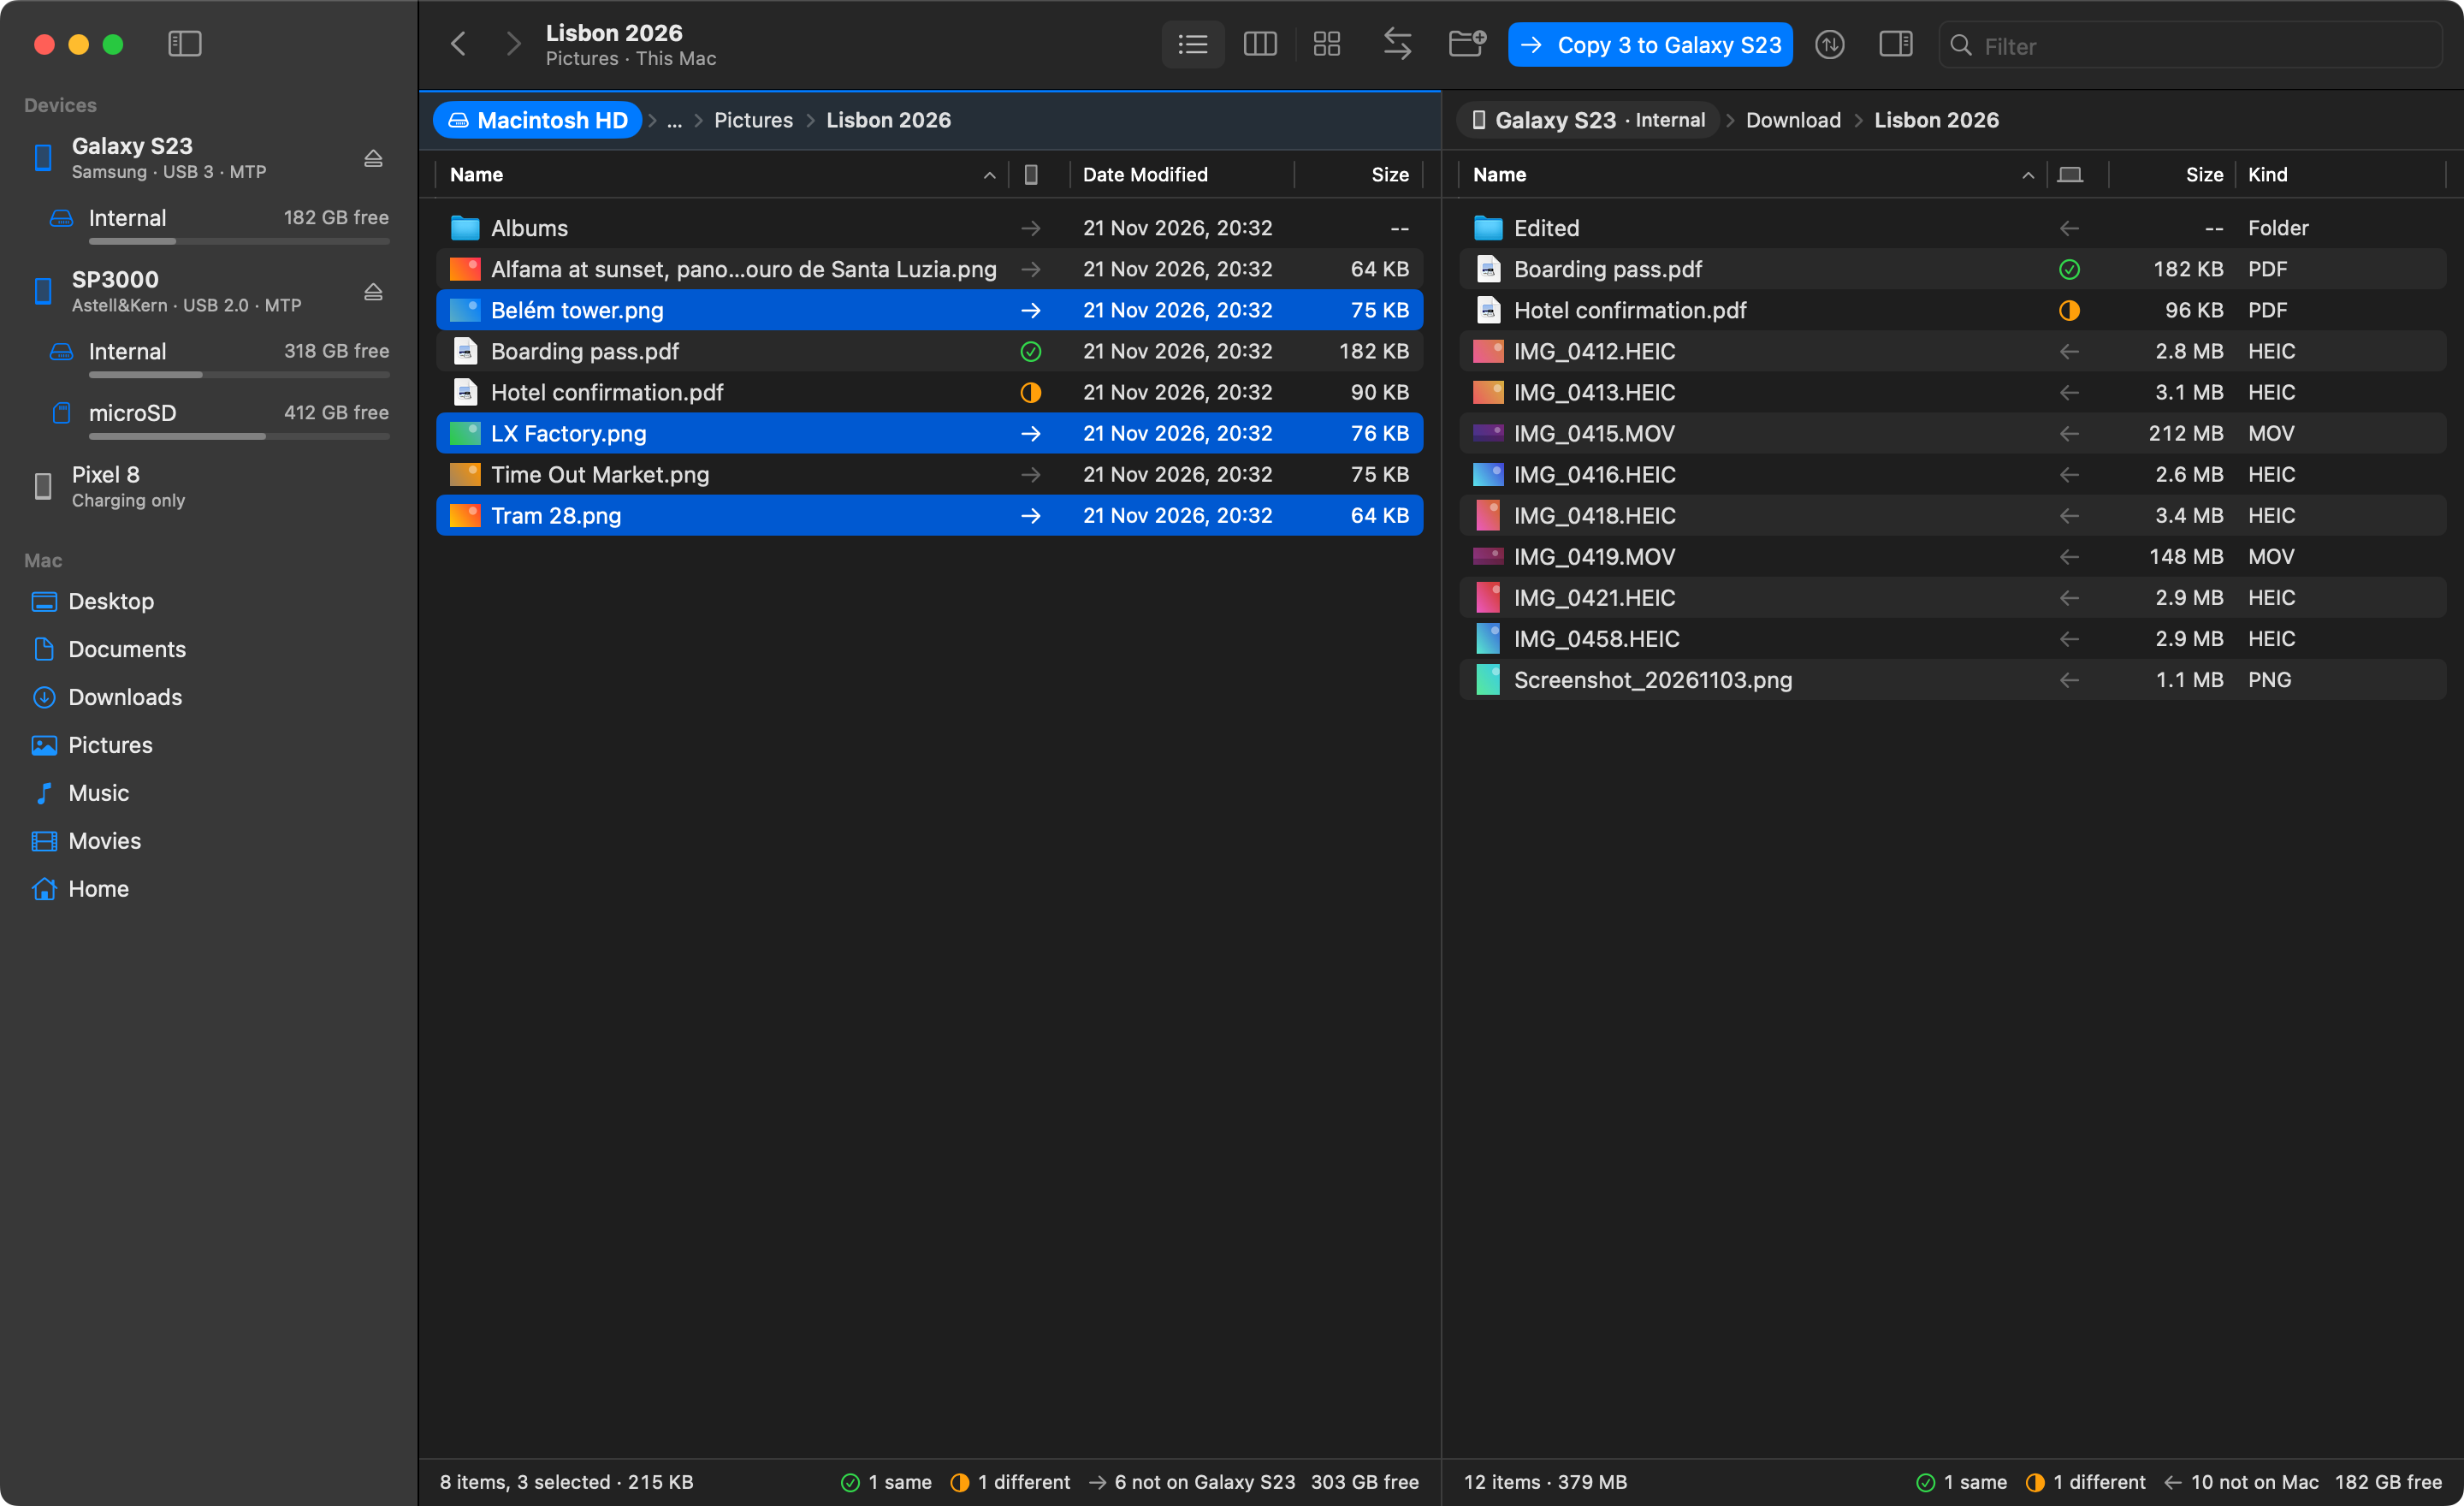 Lisbon 2026
Pictures · This Mac
Copy 3 to Galaxy S23
Filter
Devices
Galaxy S23
Samsung · USB 3 · MTP
Internal 182 GB free
SP3000
Astell&Kern · USB 2.0 · MTP
Internal 318 GB free
microSD 412 GB free
Pixel 8
Charging only
Mac
Desktop
Documents
Downloads
Pictures
Music
Movies
Home
Macintosh HD › ... › Pictures › Lisbon 2026
Name Date Modified Size
Albums 21 Nov 2026, 20:32 --
Alfama at sunset, pano...ouro de Santa Luzia.png 21 Nov 2026, 20:32 64 KB
Belém tower.png 21 Nov 2026, 20:32 75 KB
Boarding pass.pdf 21 Nov 2026, 20:32 182 KB
Hotel confirmation.pdf 21 Nov 2026, 20:32 90 KB
LX Factory.png 21 Nov 2026, 20:32 76 KB
Time Out Market.png 21 Nov 2026, 20:32 75 KB
Tram 28.png 21 Nov 2026, 20:32 64 KB
8 items, 3 selected · 215 KB 1 same 1 different → 6 not on Galaxy S23 303 GB free
Galaxy S23 · Internal › Download › Lisbon 2026
Name Size Kind
Edited -- Folder
Boarding pass.pdf 182 KB PDF
Hotel confirmation.pdf 96 KB PDF
IMG_0412.HEIC 2.8 MB HEIC
IMG_0413.HEIC 3.1 MB HEIC
IMG_0415.MOV 212 MB MOV
IMG_0416.HEIC 2.6 MB HEIC
IMG_0418.HEIC 3.4 MB HEIC
IMG_0419.MOV 148 MB MOV
IMG_0421.HEIC 2.9 MB HEIC
IMG_0458.HEIC 2.9 MB HEIC
Screenshot_20261103.png 1.1 MB PNG
12 items · 379 MB 1 same 1 different ← 10 not on Mac 182 GB free